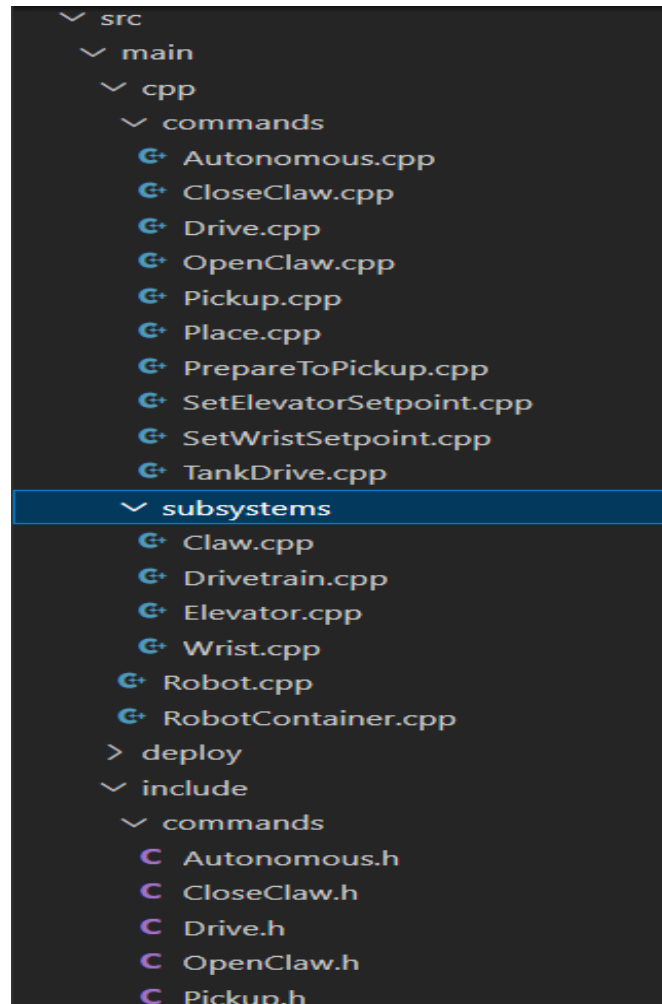 src
main
cpp
commands
Autonomous.cpp
CloseClaw.cpp
Drive.cpp
OpenClaw.cpp
Pickup.cpp
Place.cpp
PrepareToPickup.cpp
SetElevatorSetpoint.cpp
SetWristSetpoint.cpp
TankDrive.cpp
subsystems
Claw.cpp
Drivetrain.cpp
Elevator.cpp
Wrist.cpp
Robot.cpp
RobotContainer.cpp
deploy
include
commands
C Autonomous.h
C CloseClaw.h
C Drive.h
C OpenClaw.h
C Pickup.h